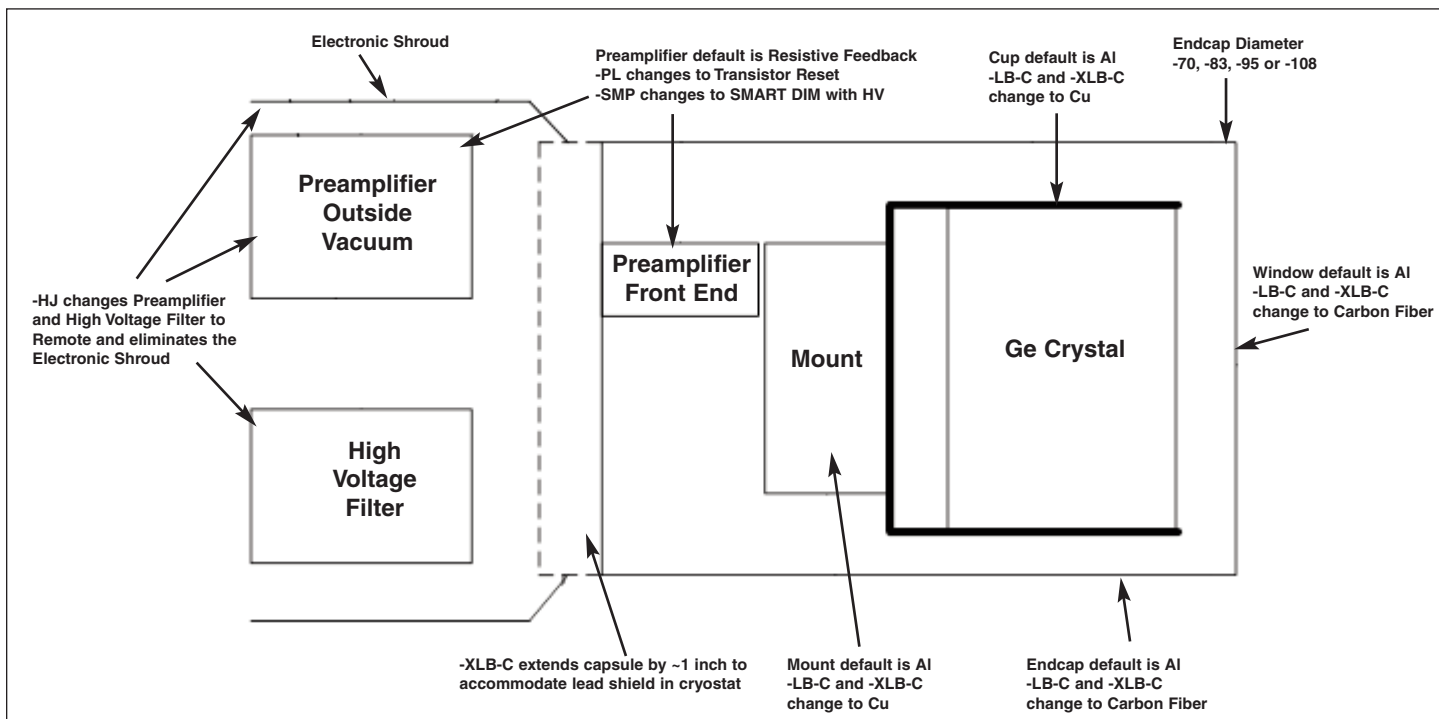 Electronic Shroud
Preamplifier default is Resistive Feedback
-PL changes to Transistor Reset
-SMP changes to SMART DIM with HV
Cup default is Al
-LB-C and -XLB-C
change to Cu
Endcap Diameter
-70, -83, -95 or -108
Preamplifier
Outside
Vacuum
Preamplifier
Front End
-HJ changes Preamplifier
and High Voltage Filter to
Remote and eliminates the
Electronic Shroud
Mount
Ge Crystal
Window default is Al
-LB-C and -XLB-C
change to Carbon Fiber
High
Voltage
Filter
-XLB-C extends capsule by ~1 inch to
accommodate lead shield in cryostat
Mount default is Al
-LB-C and -XLB-C
change to Cu
Endcap default is Al
-LB-C and -XLB-C
change to Carbon Fiber